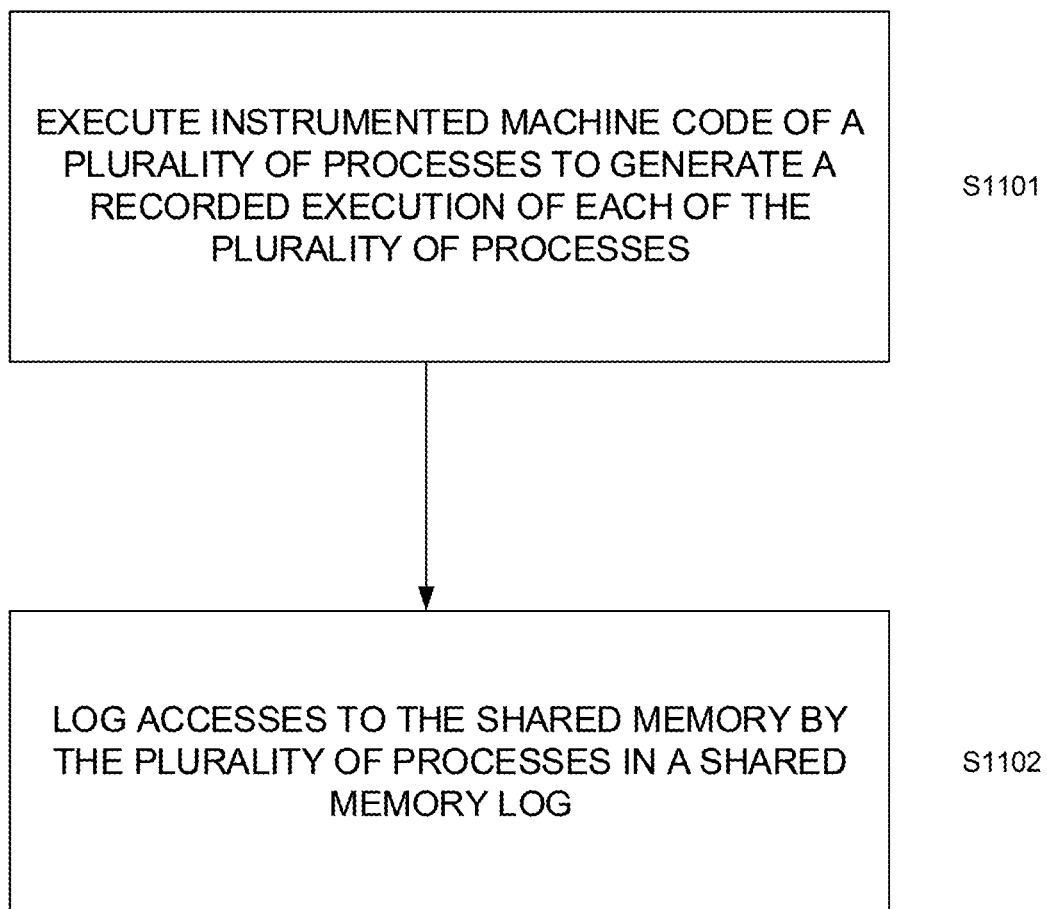 EXECUTE INSTRUMENTED MACHINE CODE OF A
PLURALITY OF PROCESSES TO GENERATE A
RECORDED EXECUTION OF EACH OF THE
PLURALITY OF PROCESSES
S1101
LOG ACCESSES TO THE SHARED MEMORY BY
THE PLURALITY OF PROCESSES IN A SHARED
MEMORY LOG
S1102